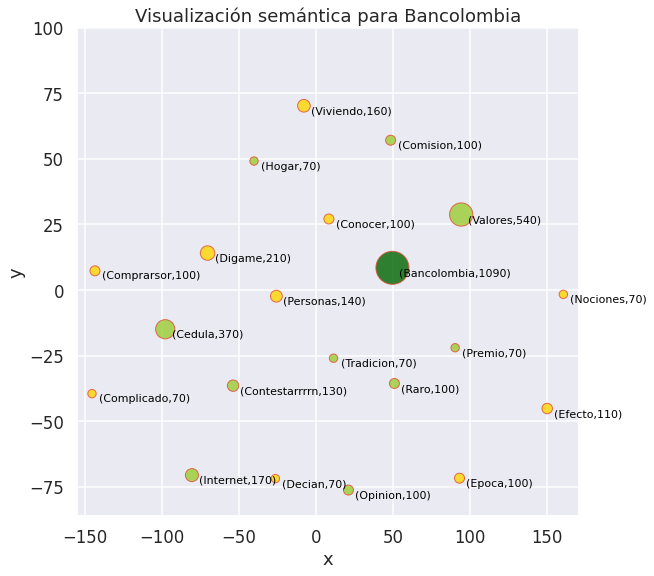 Visualización semántica para Bancolombia
100
75
50
25
0
−25
−50
−75
y
(Viviendo,160)
(Comision,100)
(Hogar,70)
(Conocer,100)
(Valores,540)
(Digame,210)
(Comprarsor,100)
(Bancolombia,1090)
(Personas,140)
(Nociones,70)
(Cedula,370)
(Tradicion,70)
(Premio,70)
(Contestarrrrn,130)
(Raro,100)
(Complicado,70)
(Efecto,110)
(Internet,170)
(Decian,70)
(Opinion,100)
(Epoca,100)
−150 −100 −50 0 50 100 150
x